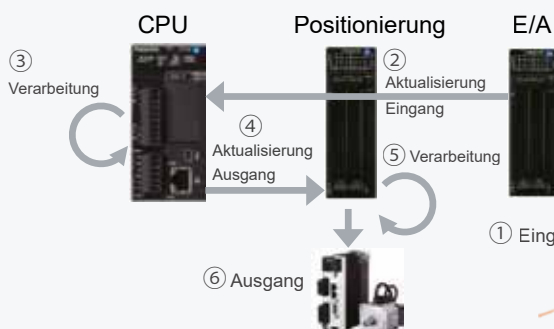 CPU
Positionierung
E/A
③
Verarbeitung
②
Aktualisierung
Eingang
④
Aktualisierung
Ausgang
⑤ Verarbeitung
① Eing
⑥ Ausgang